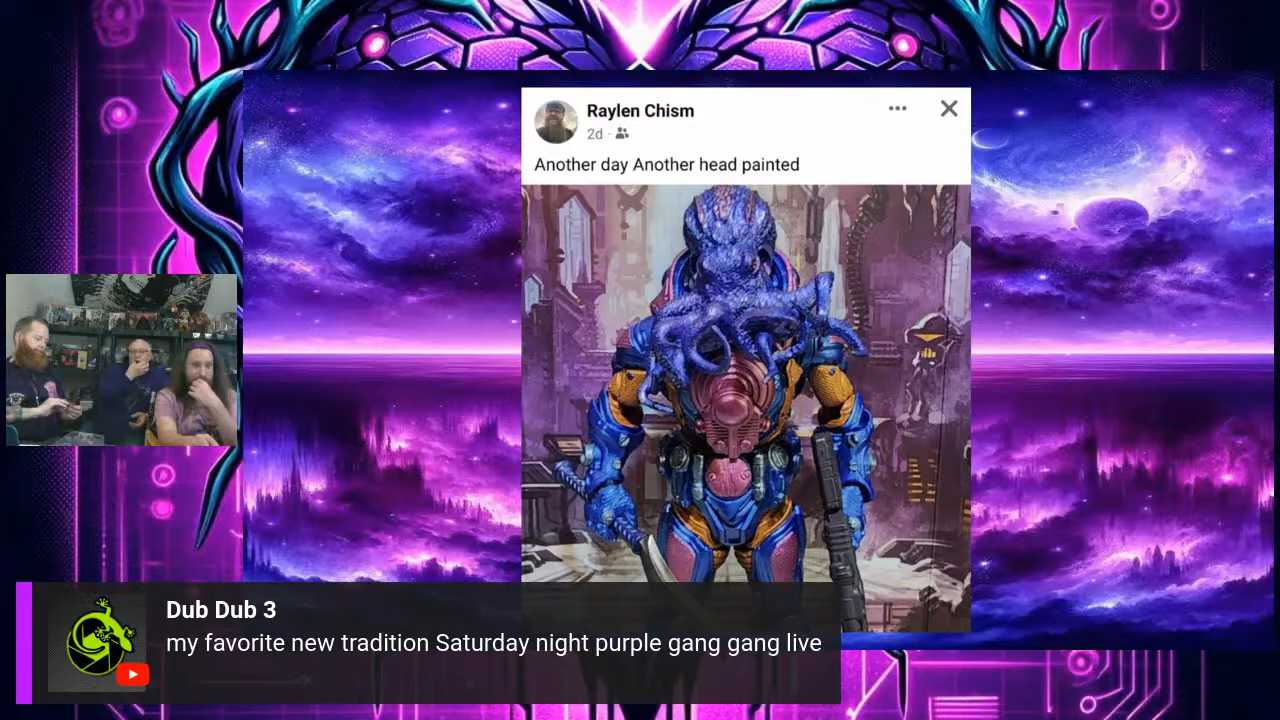 Raylen Chism
2d
Another day Another head painted
Dub Dub 3
my favorite new tradition Saturday night purple gang gang live